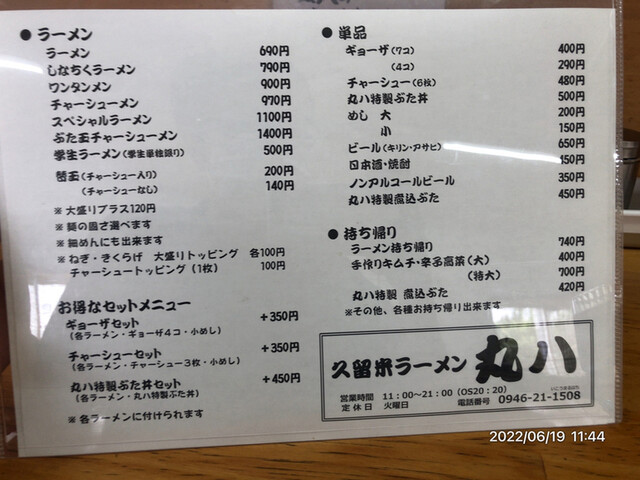 ● ラーメン
ラーメン 690円
しなちくラーメン 790円
ワンタンメン 900円
チャーシューメン 970円
スペシャルラーメン 1100円
ぶた玉チャーシューメン 1400円
学生ラーメン(学生単独限り) 500円
替玉(チャーシュー入り) 200円
(チャーシューなし) 140円
※大盛りプラス120円
※麺の固さ選べます
※細めんにも出来ます
※ねぎ・きくらげ 大盛りトッピング 各100円
チャーシュートッピング (1枚) 100円
お得なセットメニュー
ギョーザセット +350円
(各ラーメン・ギョーザ4コ・小めし)
チャーシューセット +350円
(各ラーメン・チャーシュー3枚・小めし)
丸八特製ぶた丼セット +450円
(各ラーメン・丸八特製ぶた丼)
※各ラーメンに付けられます
● 単品
ギョーザ(7コ) 400円
(4コ) 290円
チャーシュー(6枚) 480円
丸八特製ぶた丼 500円
めし 大 200円
小 150円
ビール(キリン・アサヒ) 650円
日本酒・焼酎 450円
ノンアルコールビール 350円
丸八特製煮込ぶた 450円
● 持ち帰り
ラーメン持ち帰り 740円
手作りキムチ・辛子高菜(大) 400円
(特大) 700円
丸八特製 煮込ぶた 420円
※その他、各種お持ち帰り出来ます
久留米ラーメン 丸八
営業時間 11:00~21:00 (OS20:20)
定休日 火曜日 電話番号 0946-21-1508
2022/06/19 11:44